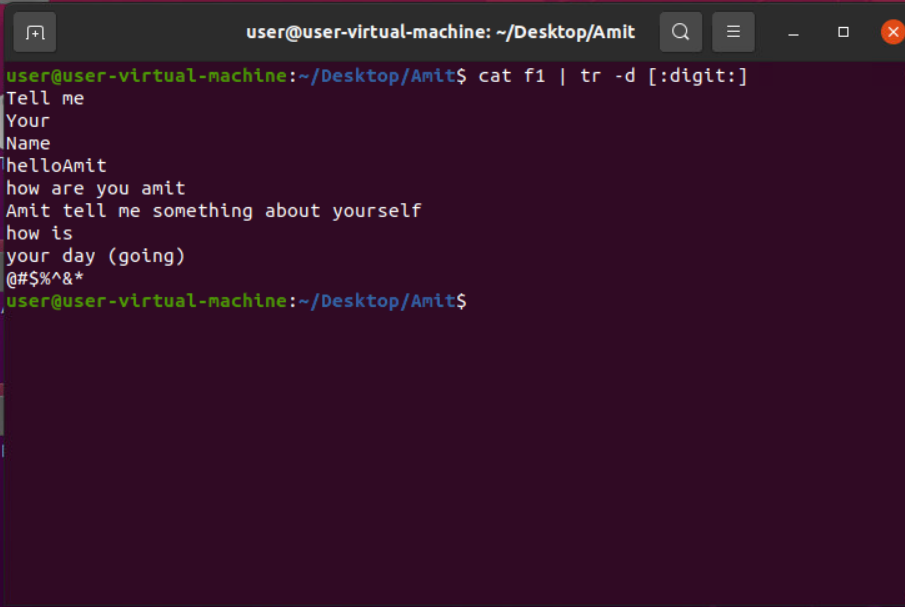 user@user-virtual-machine: ~/Desktop/Amit
user@user-virtual-machine:~/Desktop/Amit$ cat f1 | tr -d [:digit:]
Tell me
Your
Name
helloAmit
how are you amit
Amit tell me something about yourself
how is
your day (going)
@#$%^&*
user@user-virtual-machine:~/Desktop/Amit$